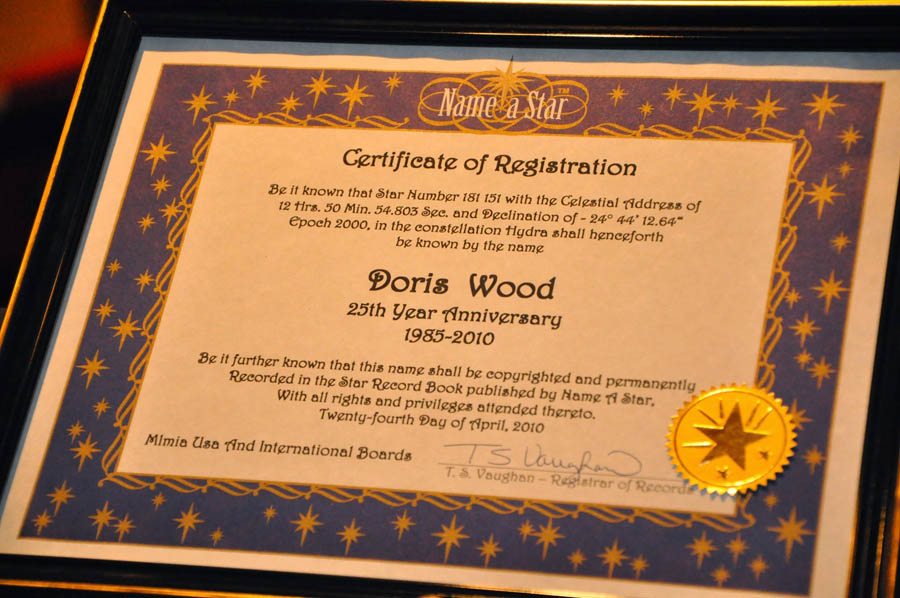 Name a Star™
Certificate of Registration
Be it known that Star Number 181 151 with the Celestial Address of
12 Hrs. 50 Min. 54.803 Sec. and Declination of - 24° 44' 12.64"
Epoch 2000, in the constellation Hydra shall henceforth
be known by the name
Doris Wood
25th Year Anniversary
1985-2010
Be it further known that this name shall be copyrighted and permanently
Recorded in the Star Record Book published by Name A Star,
With all rights and privileges attended thereto.
Twenty-fourth Day of April, 2010
Mlmia Usa And International Boards
T S Vaughan
T. S. Vaughan – Registrar of Records